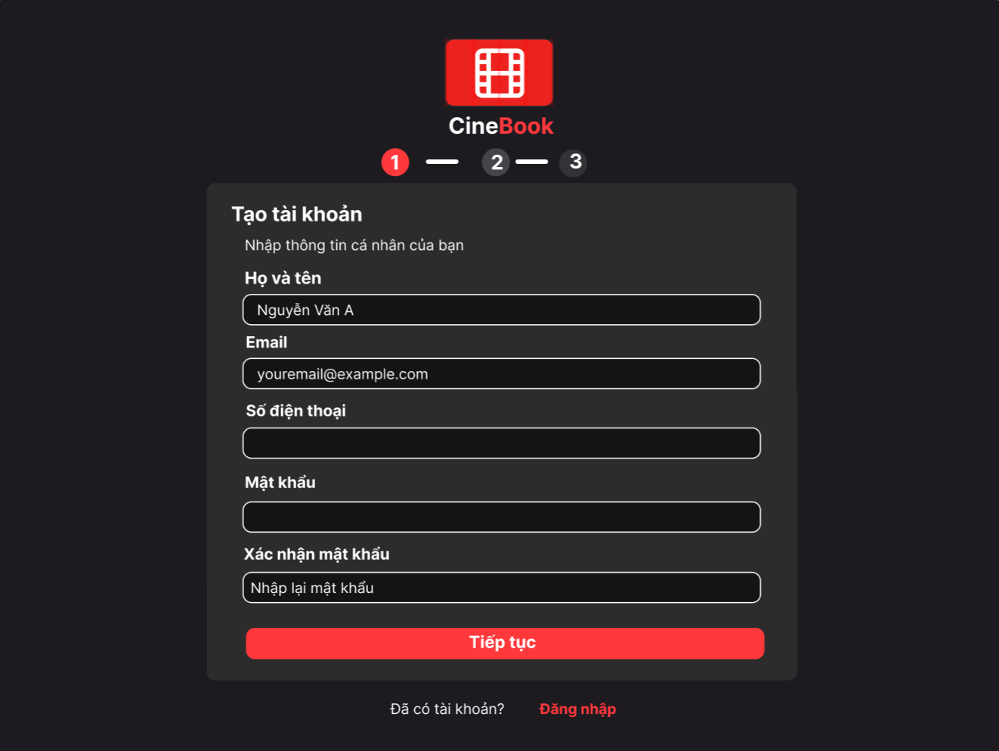 CineBook
1 2 3
Tạo tài khoản
Nhập thông tin cá nhân của bạn
Họ và tên
Nguyễn Văn A
Email
youremail@example.com
Số điện thoại
Mật khẩu
Xác nhận mật khẩu
Nhập lại mật khẩu
Tiếp tục
Đã có tài khoản? Đăng nhập